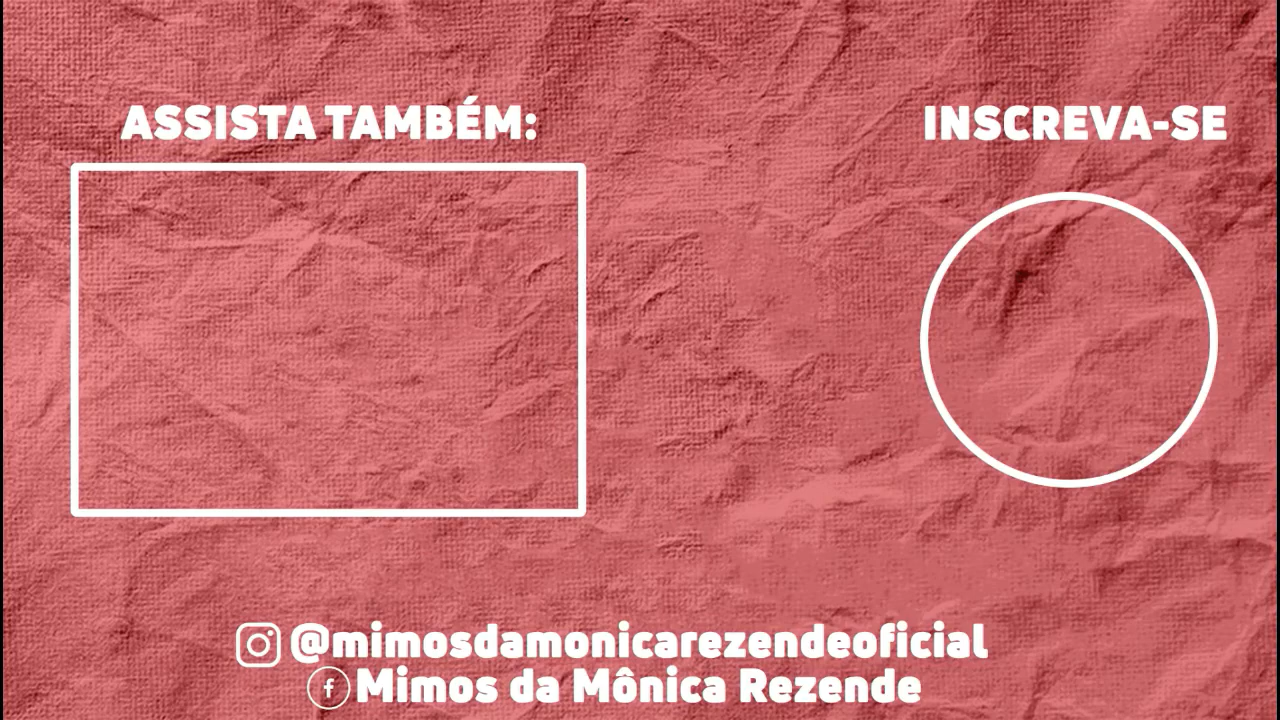 ASSISTA TAMBÉM:
INSCREVA-SE
@mimosdamonicarezendeoficial
Mimos da Mônica Rezende